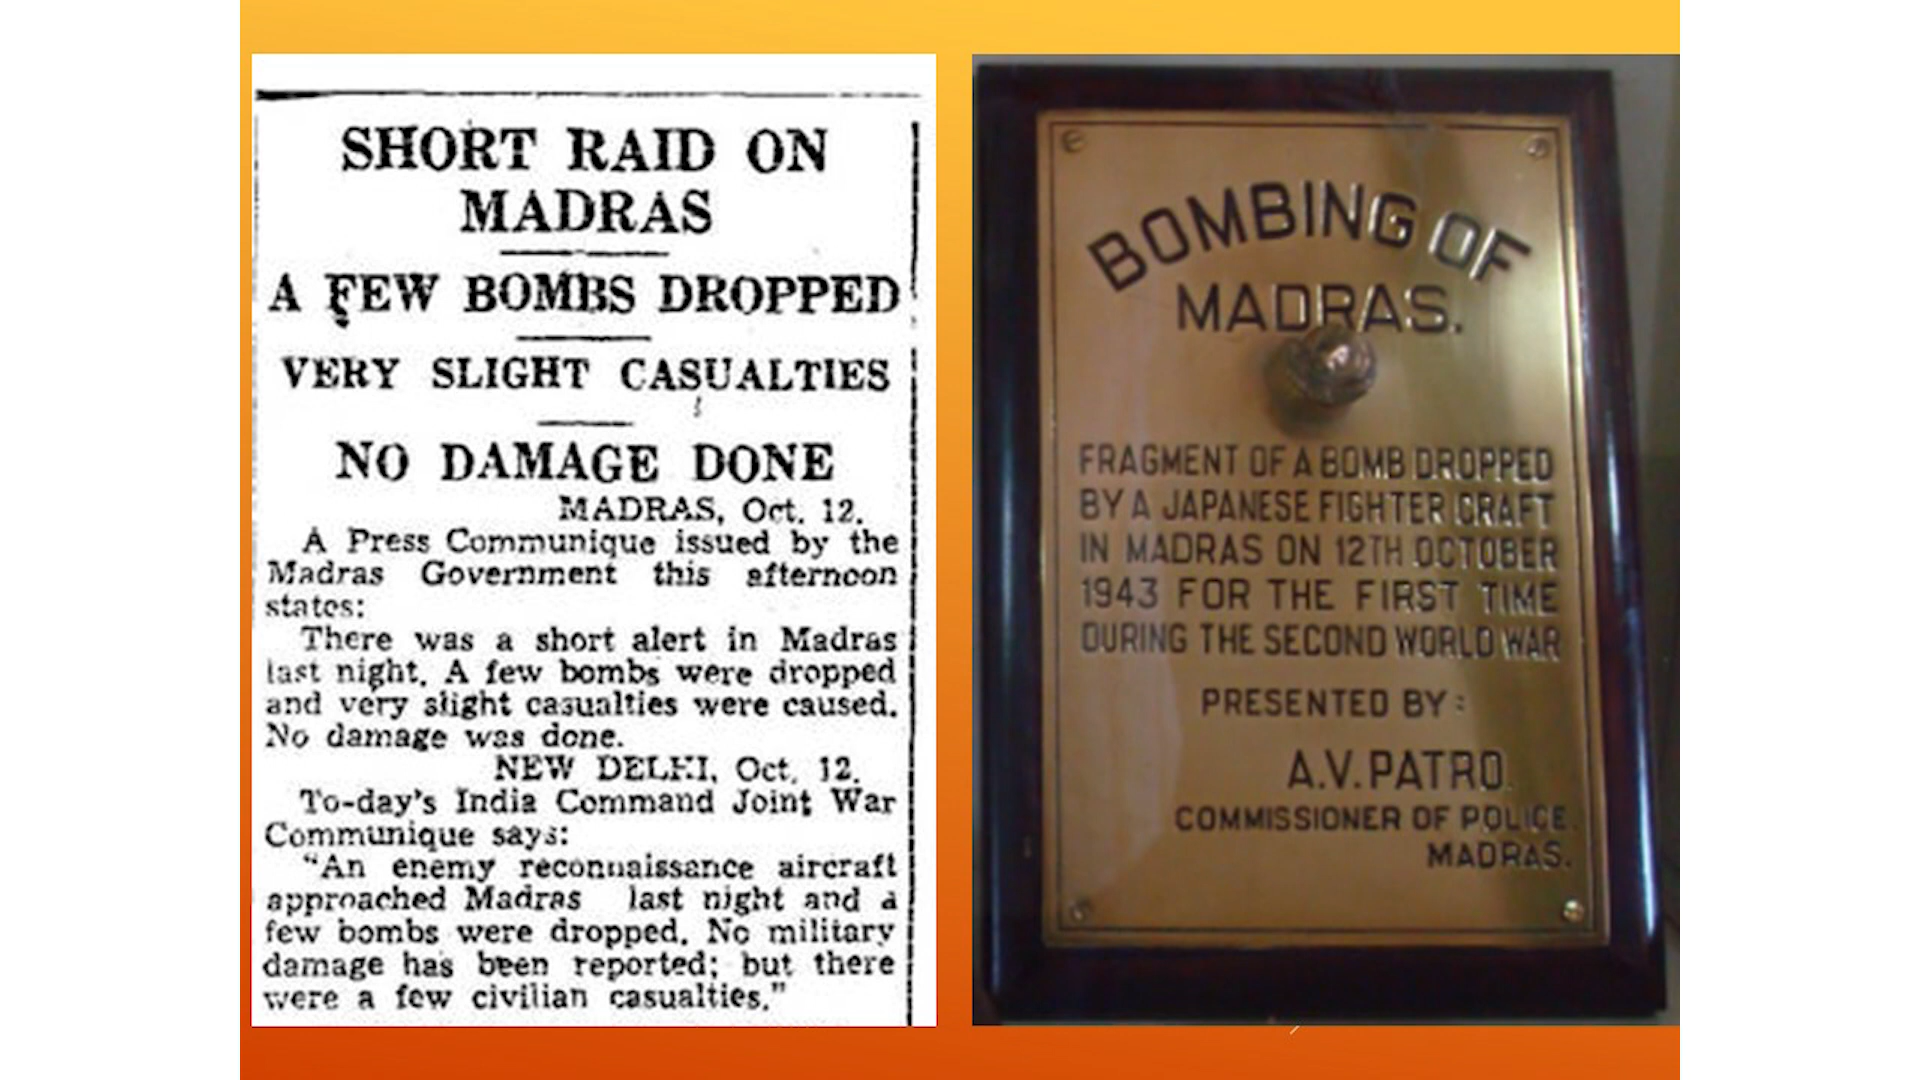 SHORT RAID ON
MADRAS
A FEW BOMBS DROPPED
VERY SLIGHT CASUALTIES
NO DAMAGE DONE
MADRAS, Oct. 12.
A Press Communique issued by the
Madras Government this afternoon
states:
There was a short alert in Madras
last night. A few bombs were dropped
and very slight casualties were caused.
No damage was done.
NEW DELHI, Oct. 12.
To-day's India Command Joint War
Communique says:
"An enemy reconnaissance aircraft
approached Madras last night and a
few bombs were dropped. No military
damage has been reported; but there
were a few civilian casualties."
BOMBING OF
MADRAS.
FRAGMENT OF A BOMB DROPPED
BY A JAPANESE FIGHTER CRAFT
IN MADRAS ON 12TH OCTOBER
1943 FOR THE FIRST TIME
DURING THE SECOND WORLD WAR
PRESENTED BY:
A.V. PATRO.
COMMISSIONER OF POLICE.
MADRAS.